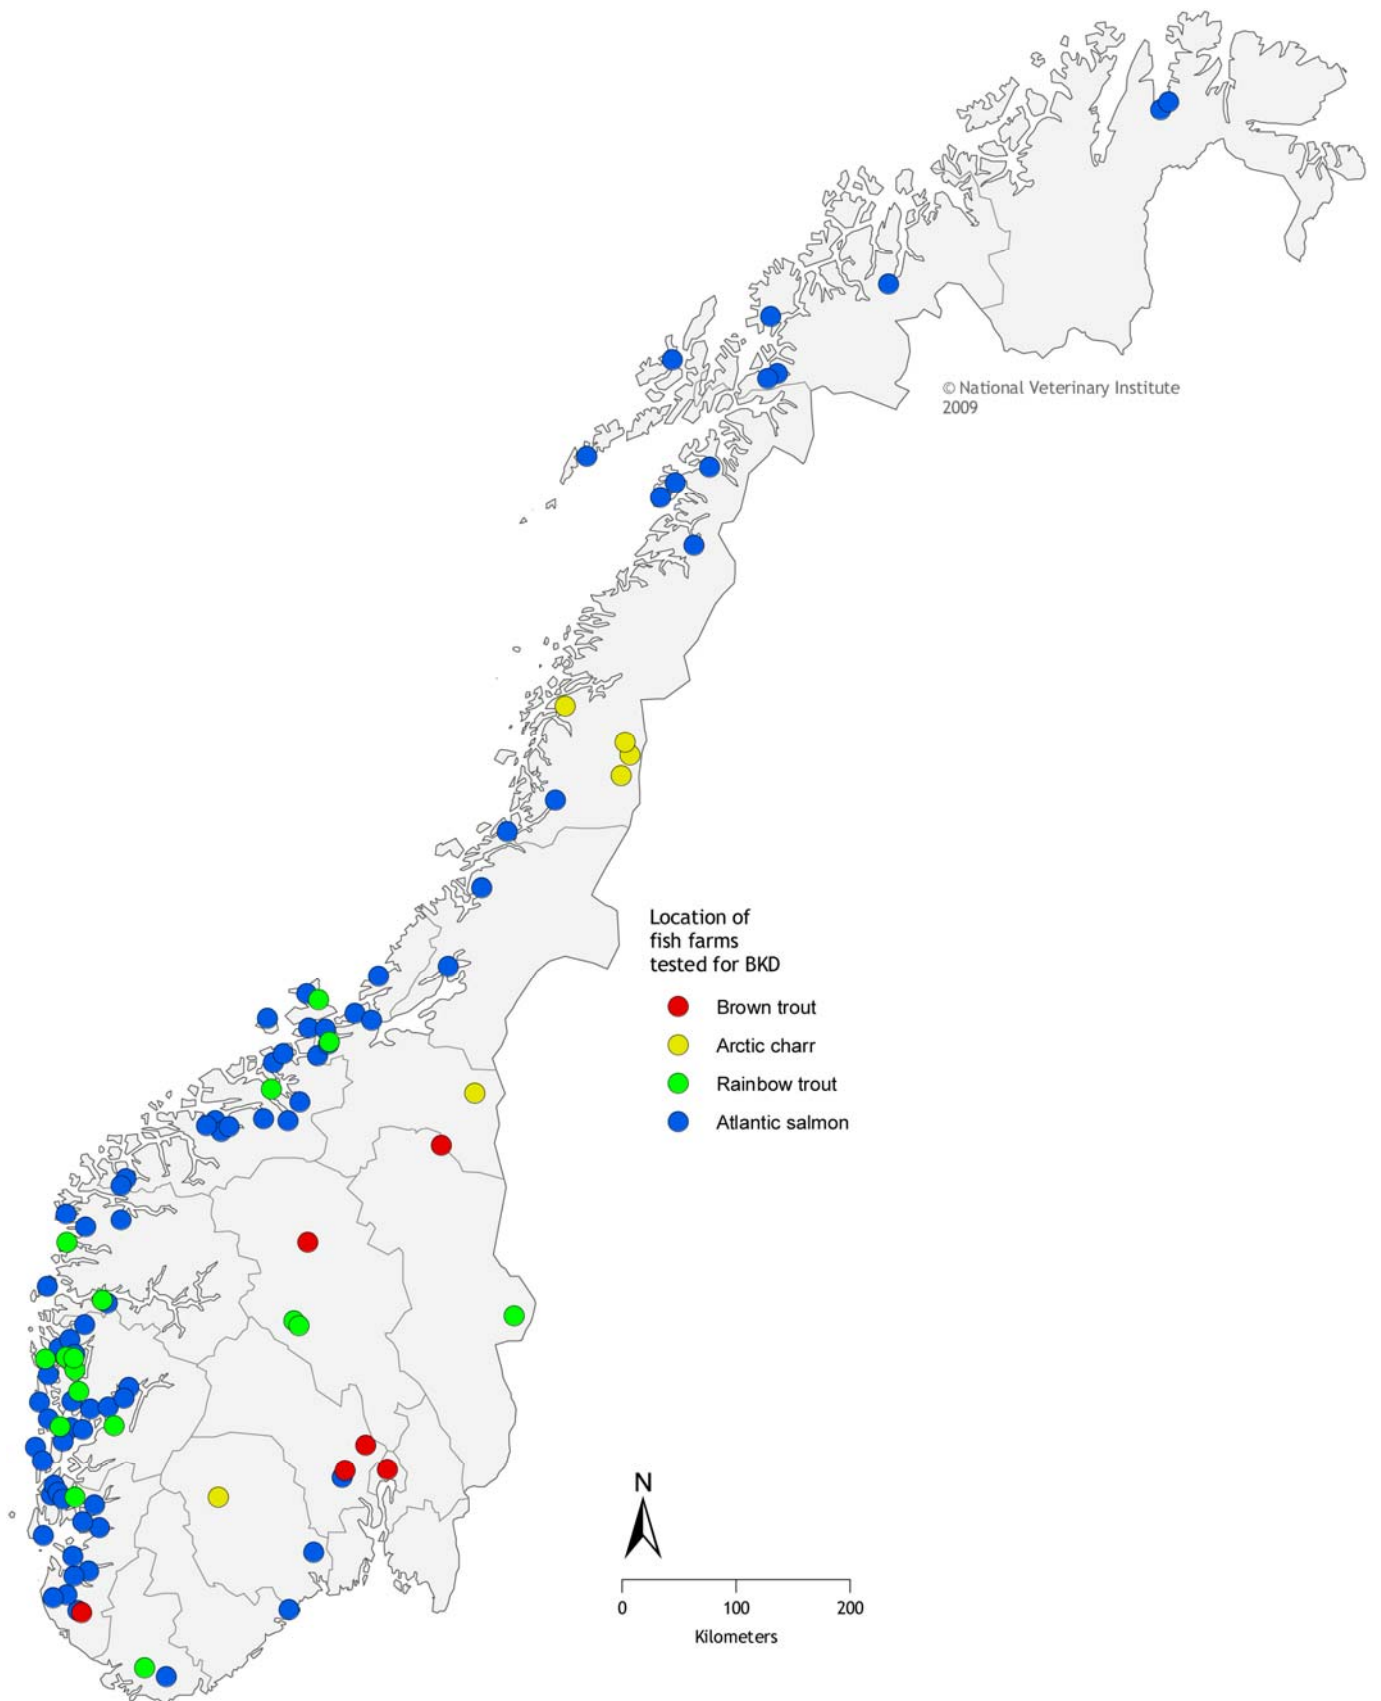 © National Veterinary Institute
2009
Location of
fish farms
tested for BKD
Brown trout
Arctic charr
Rainbow trout
Atlantic salmon
N
0 100 200
Kilometers